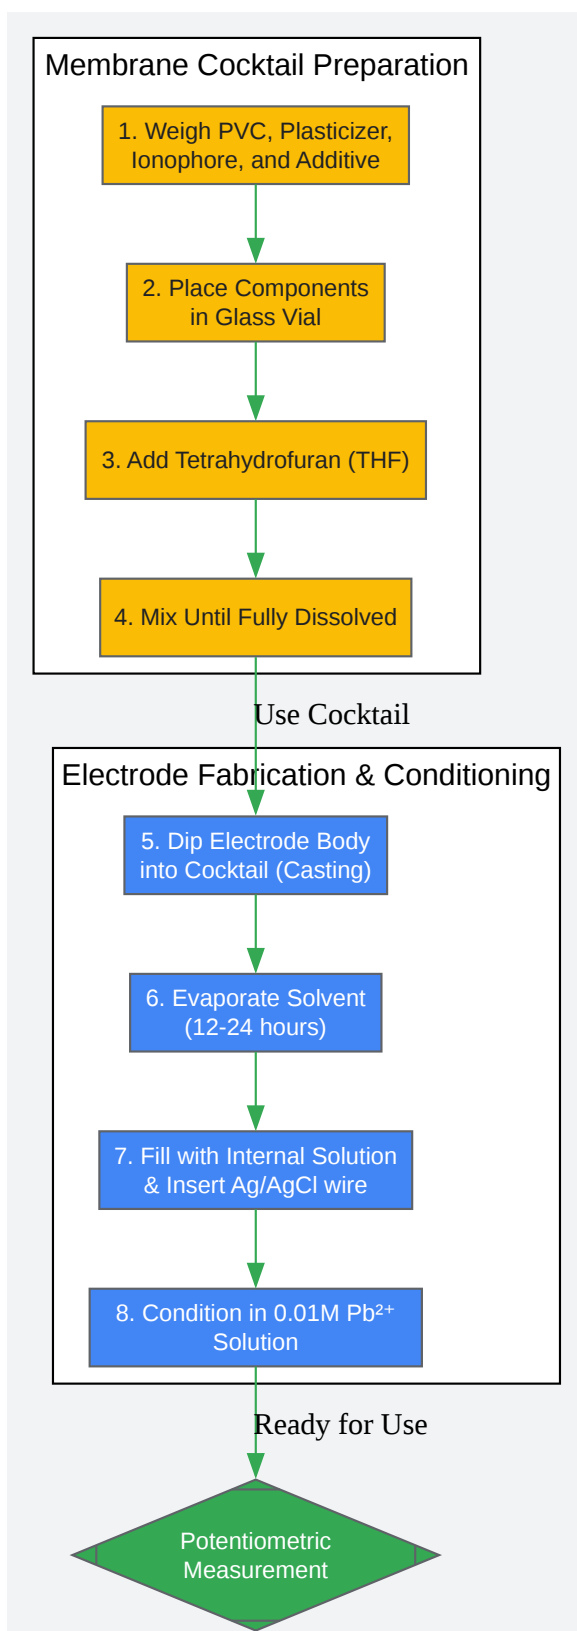 Membrane Cocktail Preparation
1. Weigh PVC, Plasticizer,
Ionophore, and Additive
2. Place Components
in Glass Vial
3. Add Tetrahydrofuran (THF)
4. Mix Until Fully Dissolved
Use Cocktail
Electrode Fabrication & Conditioning
5. Dip Electrode Body
into Cocktail (Casting)
6. Evaporate Solvent
(12-24 hours)
7. Fill with Internal Solution
& Insert Ag/AgCl wire
8. Condition in 0.01M Pb²⁺
Solution
Ready for Use
Potentiometric
Measurement